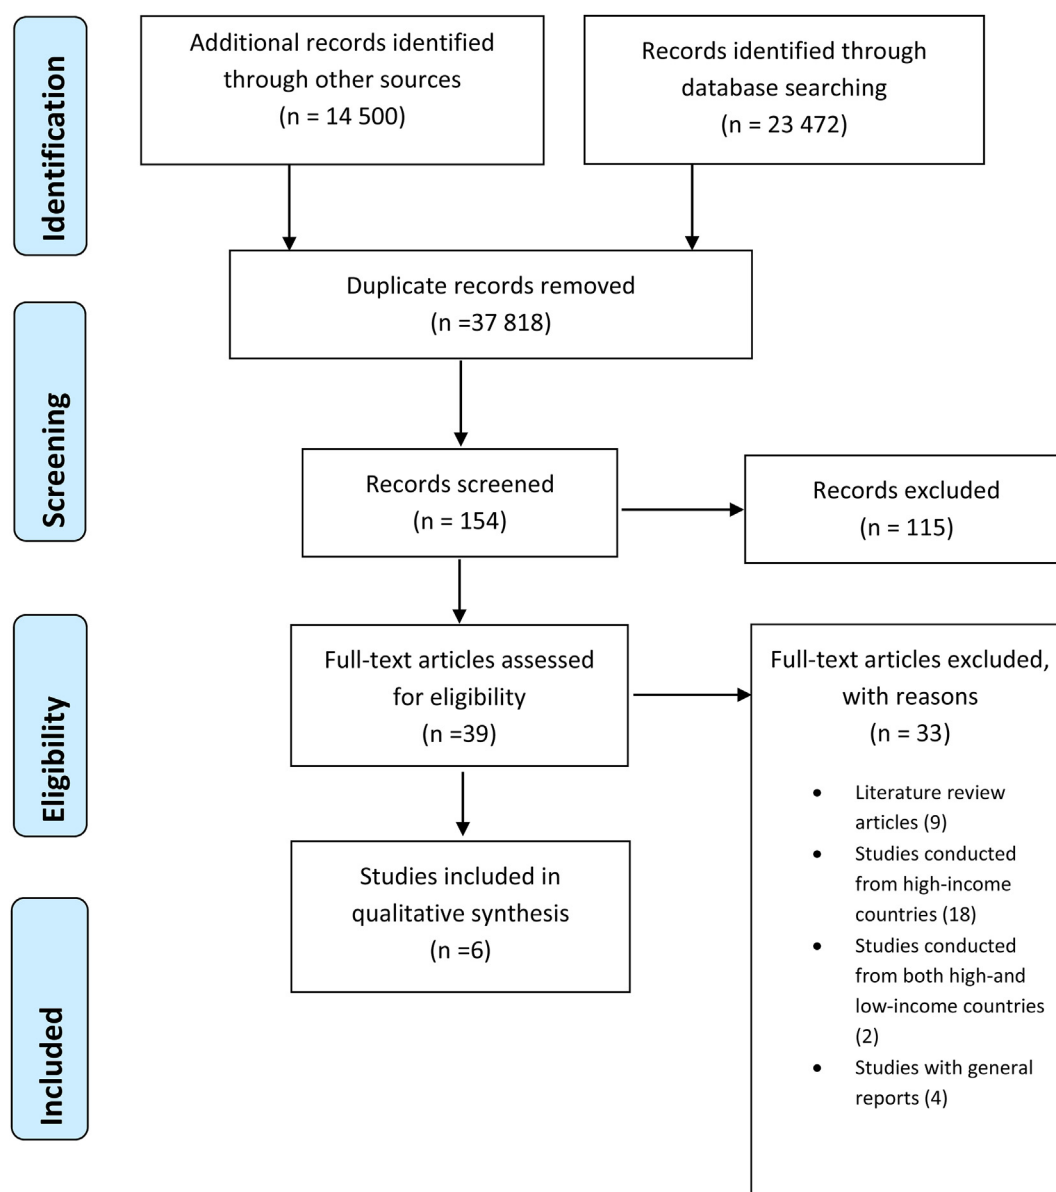 Identification
Additional records identified
through other sources
(n = 14 500)
Records identified through
database searching
(n = 23 472)
Duplicate records removed
(n =37 818)
Screening
Records screened
(n = 154)
Records excluded
(n = 115)
Eligibility
Full-text articles assessed
for eligibility
(n =39)
Full-text articles excluded,
with reasons
(n = 33)
• Literature review
articles (9)
• Studies conducted
from high-income
countries (18)
• Studies conducted
from both high-and
low-income countries
(2)
• Studies with general
reports (4)
Included
Studies included in
qualitative synthesis
(n =6)